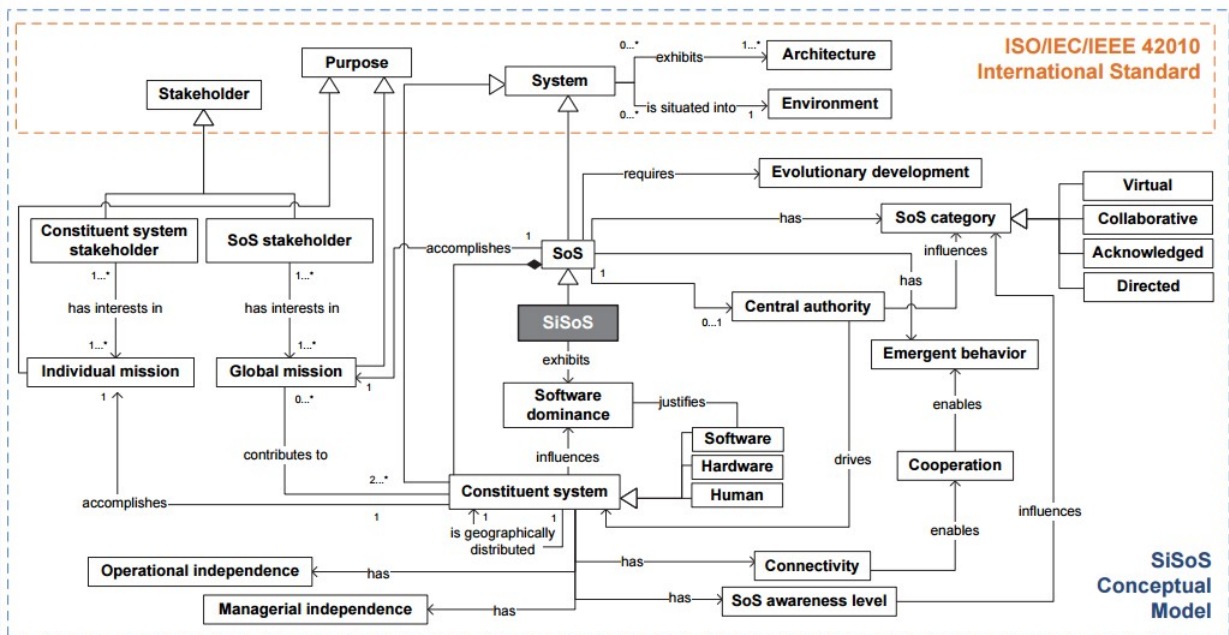 ISO/IEC/IEEE 42010
International Standard
Purpose
Stakeholder
System
0...*
exhibits
1...*
Architecture
0...*
is situated into
1
Environment
requires
Evolutionary development
has
SoS category
Virtual
Collaborative
Acknowledged
Directed
Constituent system
stakeholder
SoS stakeholder
accomplishes
1
SoS
1
influences
has
1...*
has interests in
1...*
1...*
has interests in
1...*
Central authority
0...1
SiSoS
exhibits
Individual mission
1
Global mission
1
0...*
Emergent behavior
Software
dominance
justifies
enables
Software
Hardware
Human
influences
contributes to
drives
Cooperation
2...*
Constituent system
accomplishes
1
1
1
is geographically
distributed
enables
influences
Operational independence
has
has
Connectivity
Managerial independence
has
has
SoS awareness level
SiSoS
Conceptual
Model